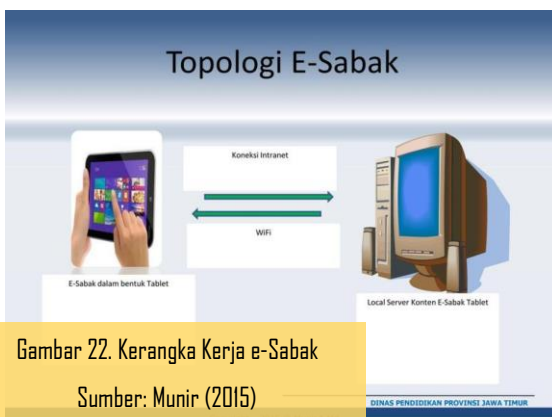 Topologi E-Sabak
Koneksi Intranet
WiFi
E-Sabak dalam bentuk Tablet
Local Server Konten E-Sabak Tablet
Gambar 22. Kerangka Kerja e-Sabak
Sumber: Munir (2015)
DINAS PENDIDIKAN PROVINSI JAWA TIMUR